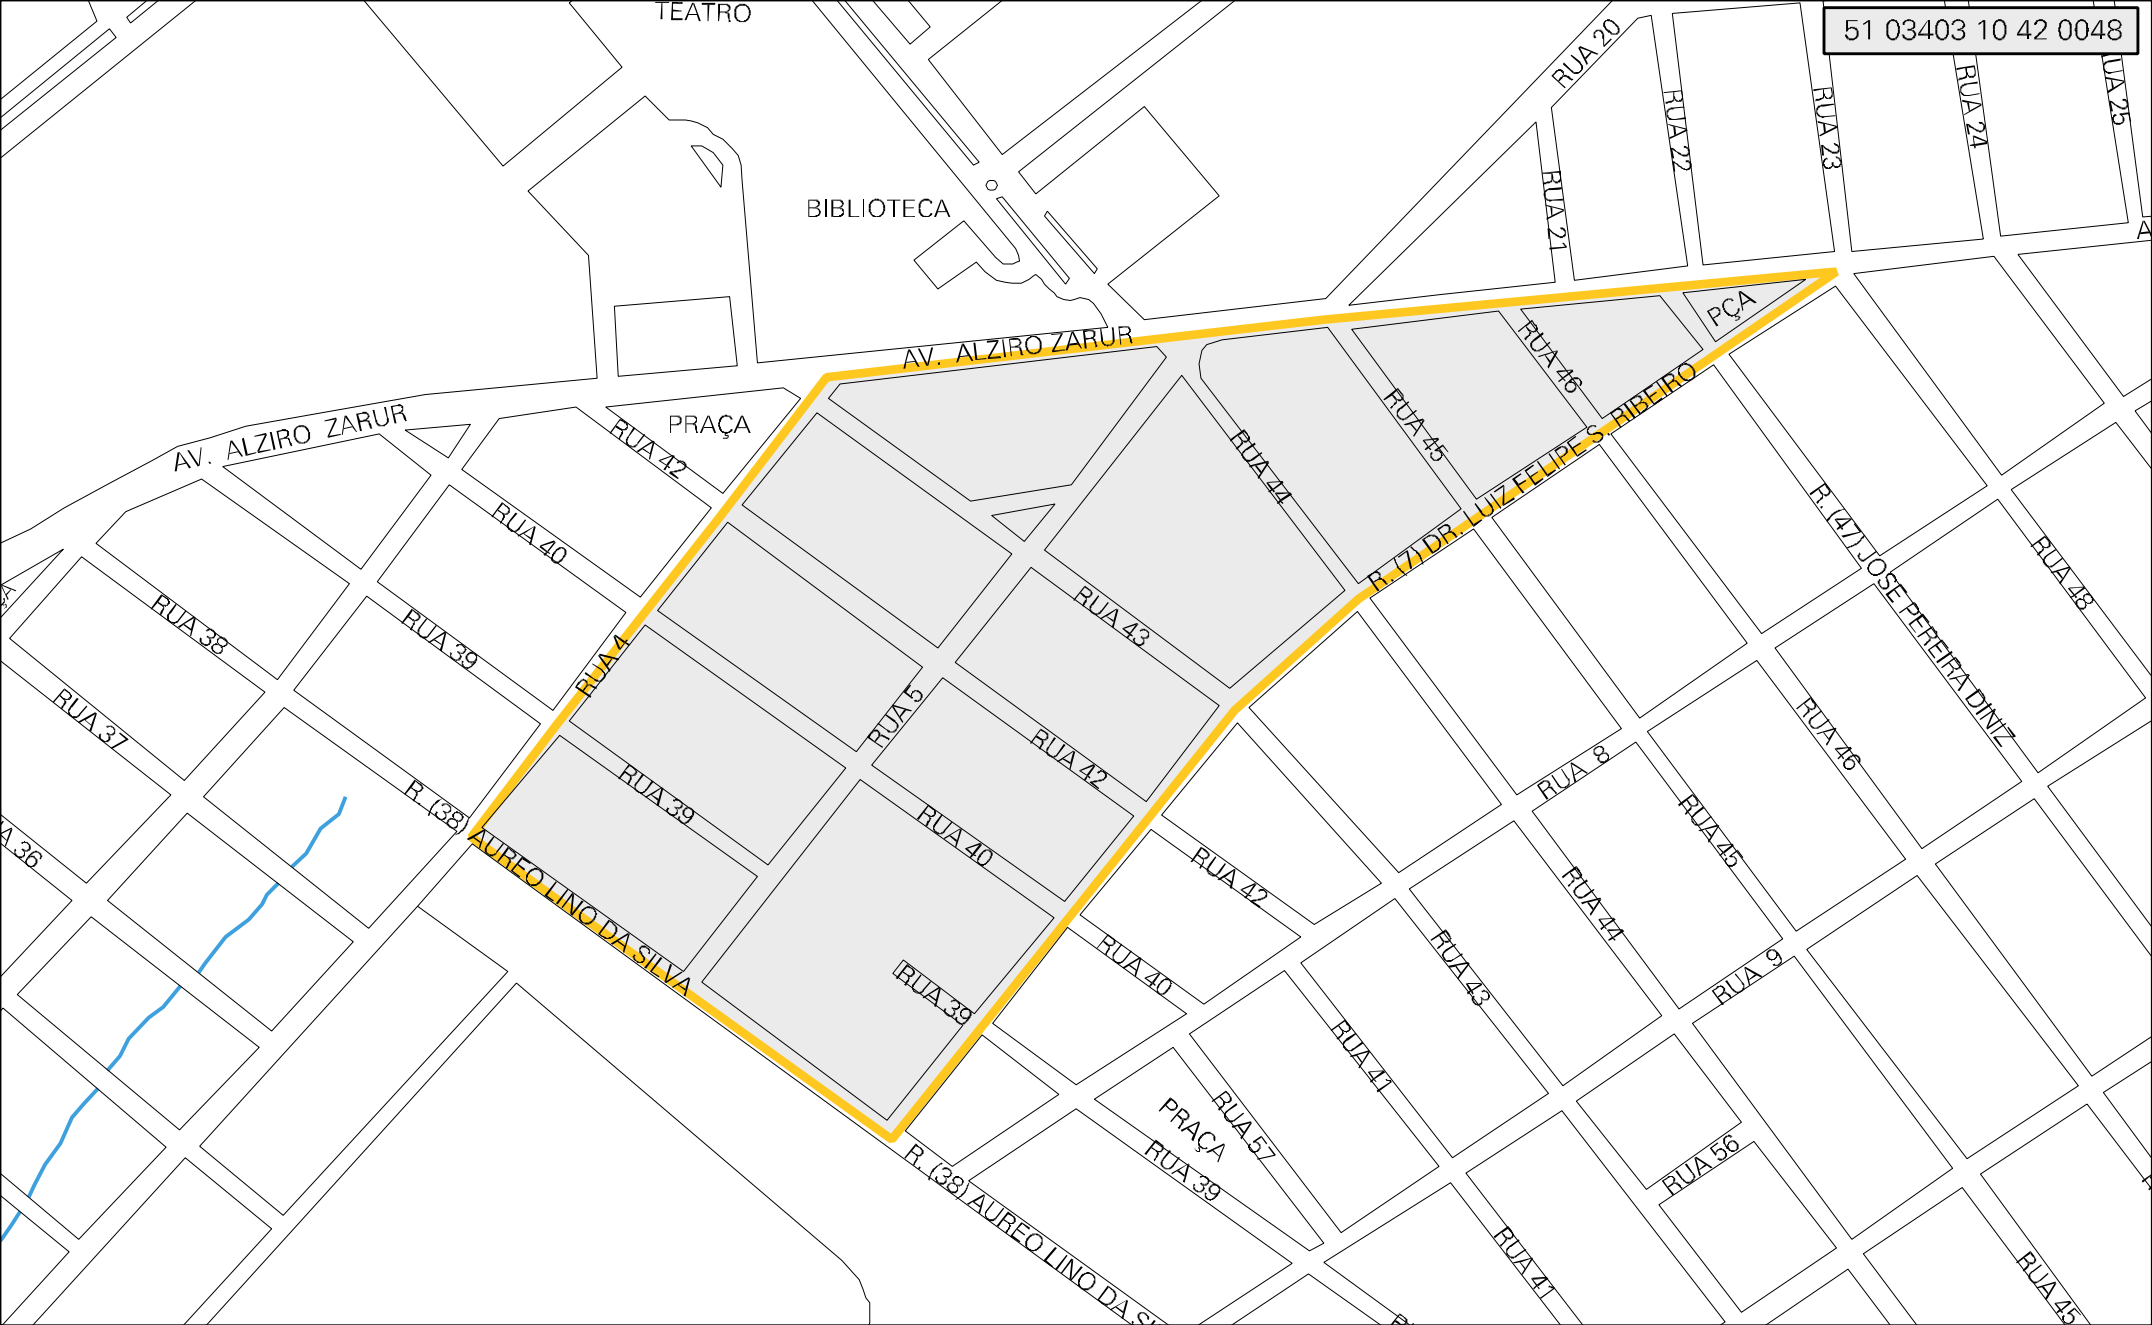 TEATRO
51 03403 10 42 0048
RUA 20
RUA 22
RUA 23
RUA 24
UA 25
BIBLIOTECA
RUA 21
A
PÇA
AV. ALZIRO ZARUR
RUA 46
AV. ALZIRO ZARUR
PRAÇA
RUA 42
RUA 45
RUA 44
R. (7) DR. LUIZ FELIPE S. RIBEIRO
RUA 40
R. (47) JOSE PEREIRA DINIZ
RUA 48
RUA 38
RUA 39
RUA 43
RUA 4
RUA 5
RUA 37
RUA 42
RUA 46
RUA 39
RUA 8
R. (38) AUREO LINO DA SILVA
RUA 40
RUA 45
A 36
RUA 42
RUA 44
RUA 39
RUA 40
RUA 43
RUA 9
RUA 41
PRAÇA
RUA 57
RUA 39
RUA 56
R. (38) AUREO LINO DA S
RUA 41
RUA 45